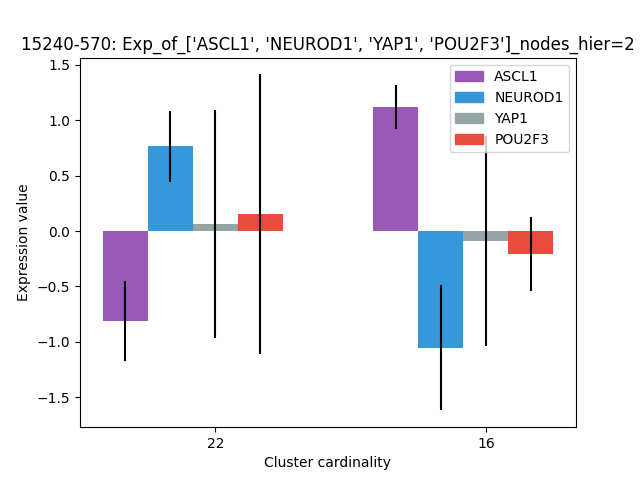 15240-570: Exp_of_['ASCL1', 'NEUROD1', 'YAP1', 'POU2F3']_nodes_hier=2
ASCL1
NEUROD1
YAP1
POU2F3
1.5
1.0
0.5
0.0
−0.5
−1.0
−1.5
Expression value
22 16
Cluster cardinality